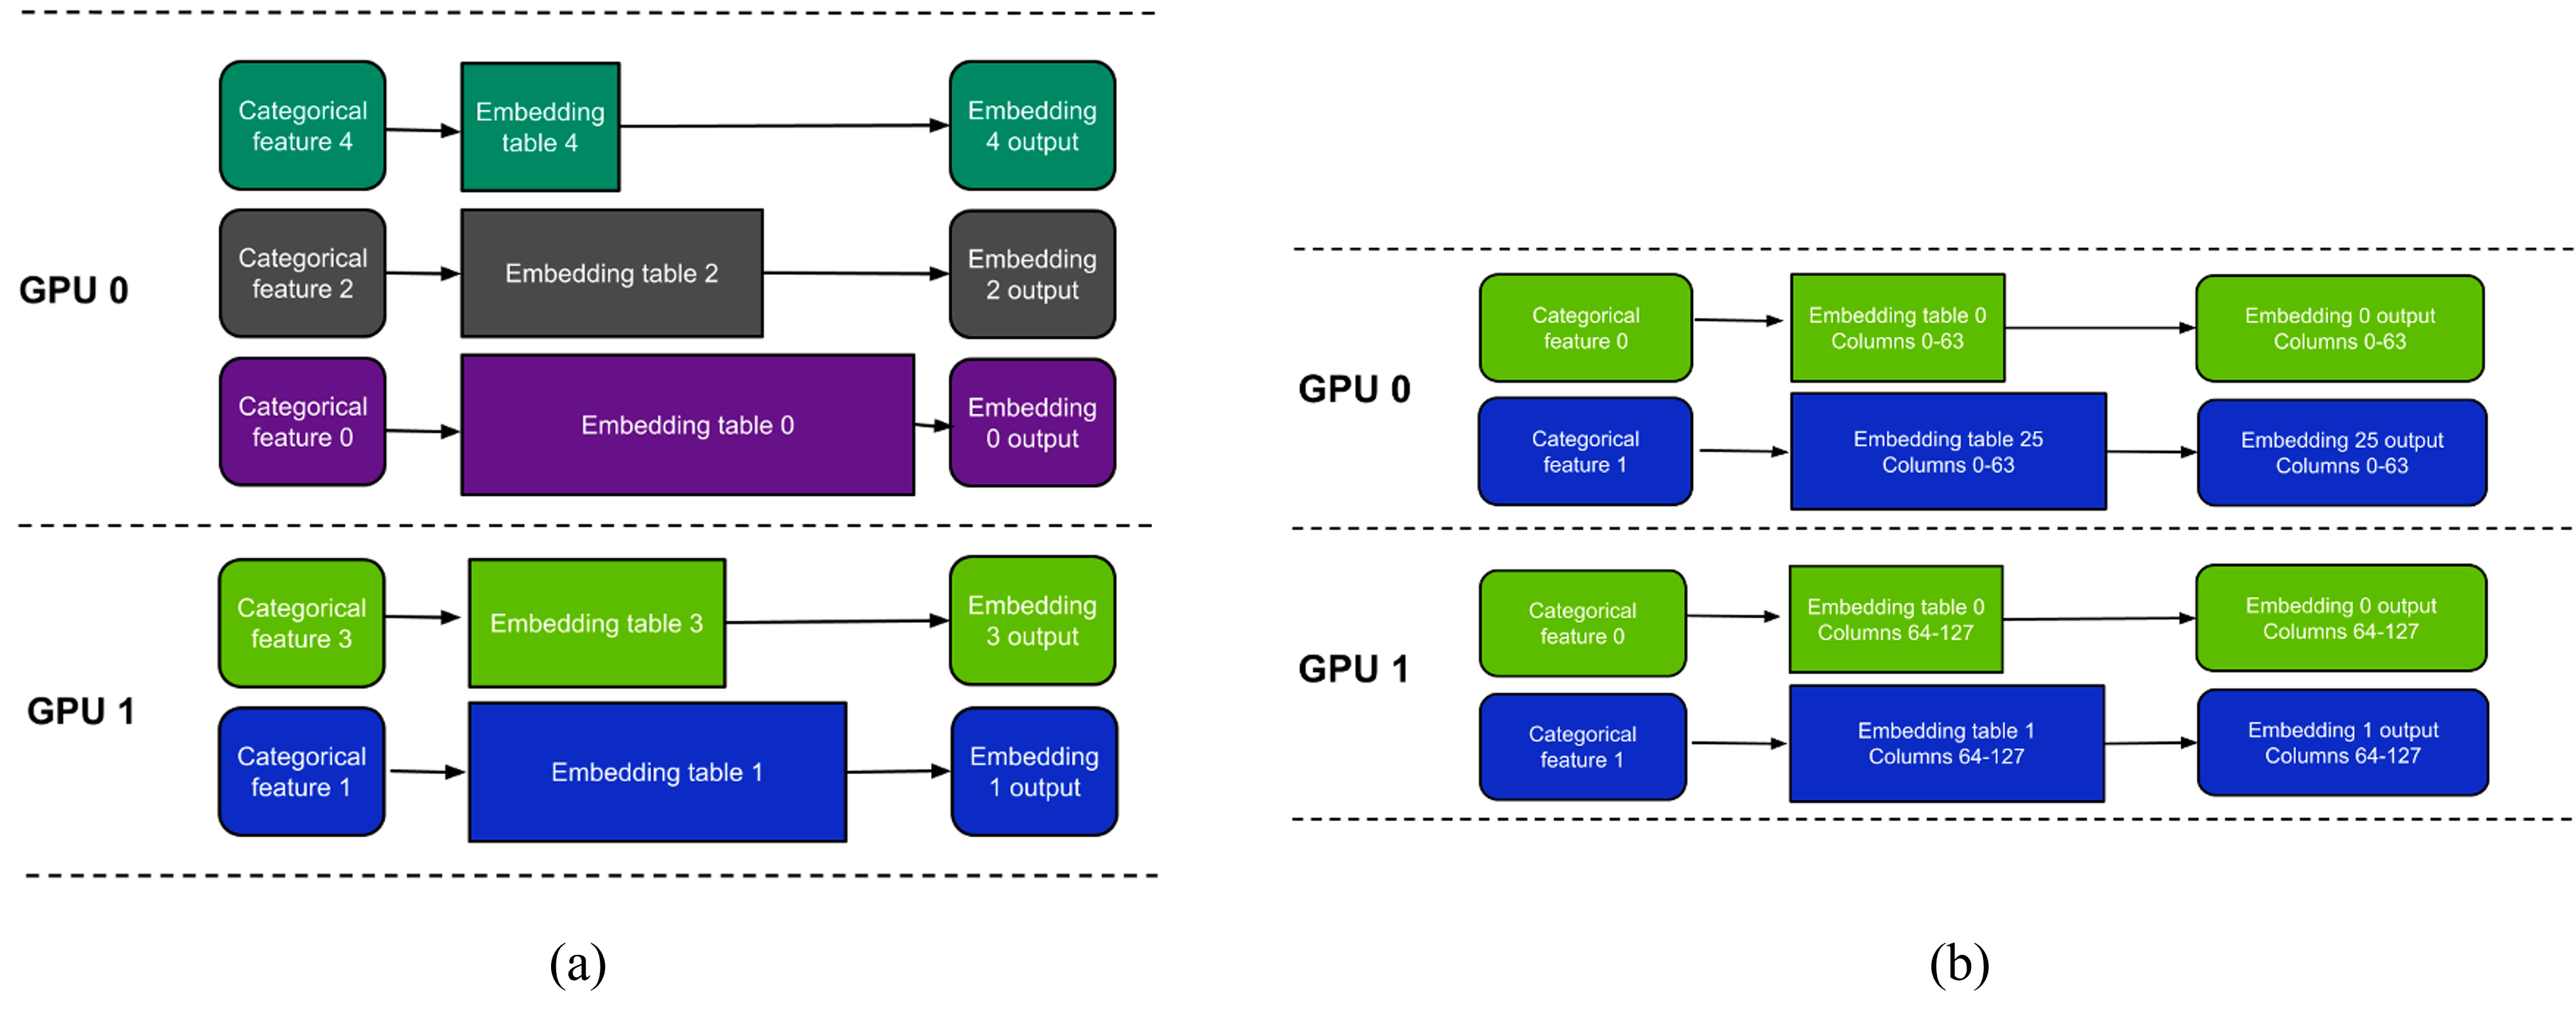 GPU 0
Categorical
feature 4
Embedding
table 4
Embedding
4 output
Categorical
feature 2
Embedding table 2
Embedding
2 output
Categorical
feature 0
Embedding table 0
Embedding
0 output
GPU 1
Categorical
feature 3
Embedding table 3
Embedding
3 output
Categorical
feature 1
Embedding table 1
Embedding
1 output
(a)
GPU 0
Categorical
feature 0
Embedding table 0
Columns 0-63
Embedding 0 output
Columns 0-63
Categorical
feature 1
Embedding table 25
Columns 0-63
Embedding 25 output
Columns 0-63
GPU 1
Categorical
feature 0
Embedding table 0
Columns 64-127
Embedding 0 output
Columns 64-127
Categorical
feature 1
Embedding table 1
Columns 64-127
Embedding 1 output
Columns 64-127
(b)